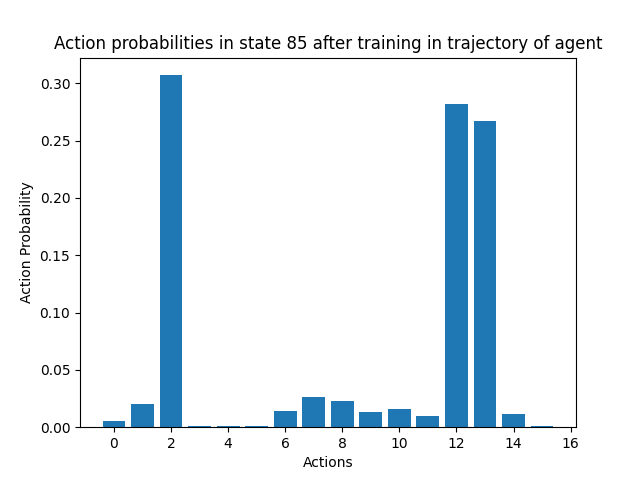 Action probabilities in state 85 after training in trajectory of agent
0.30
0.25
0.20
0.15
0.10
0.05
0.00
Action Probability
0 2 4 6 8 10 12 14 16
Actions